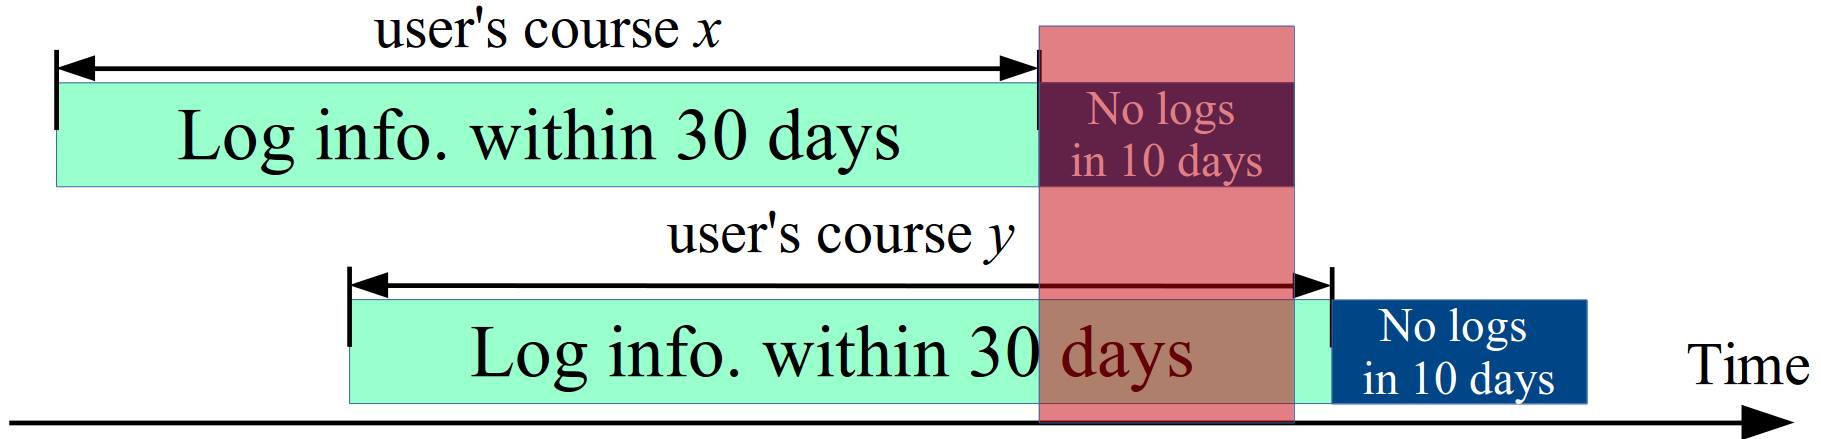 user's course x
Log info. within 30 days
No logs
in 10 days
user's course y
Log info. within 30 days
No logs
in 10 days
Time